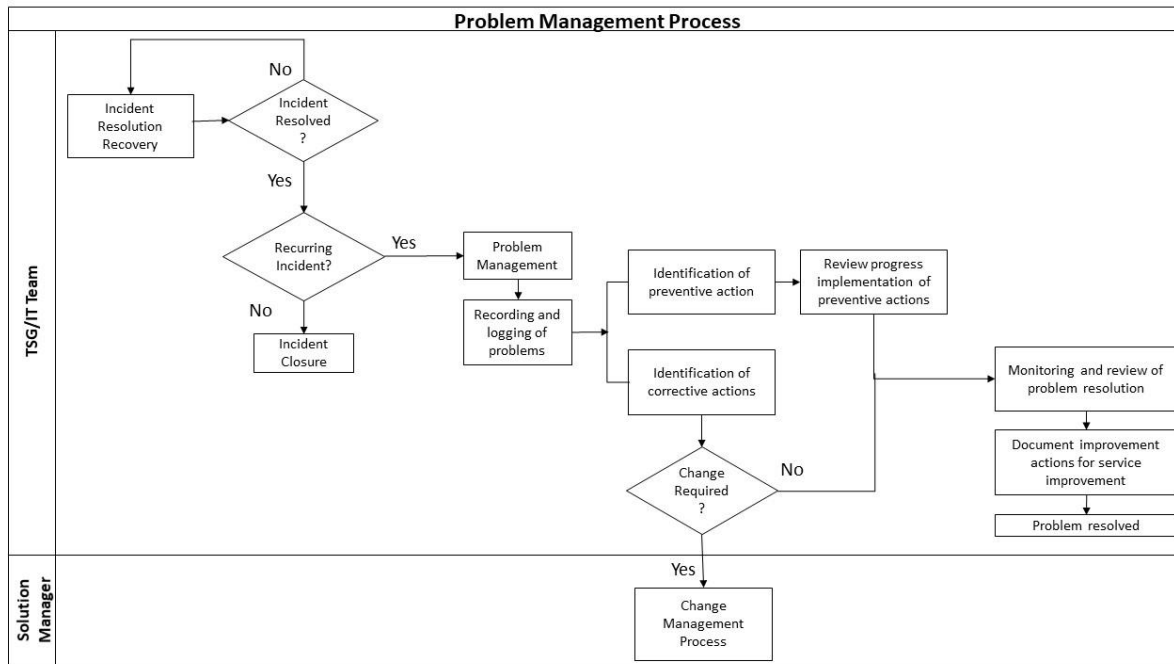 Problem Management Process
TSG/IT Team
No
Incident
Resolution
Recovery
Incident
Resolved
?
Yes
Recurring
Incident?
Yes
No
Incident
Closure
Problem
Management
Recording and
logging of
problems
Identification of
preventive action
Review progress
implementation of
preventive actions
Identification of
corrective actions
Change
Required
?
No
Monitoring and review of
problem resolution
Document improvement
actions for service
improvement
Problem resolved
Solution
Manager
Yes
Change
Management
Process